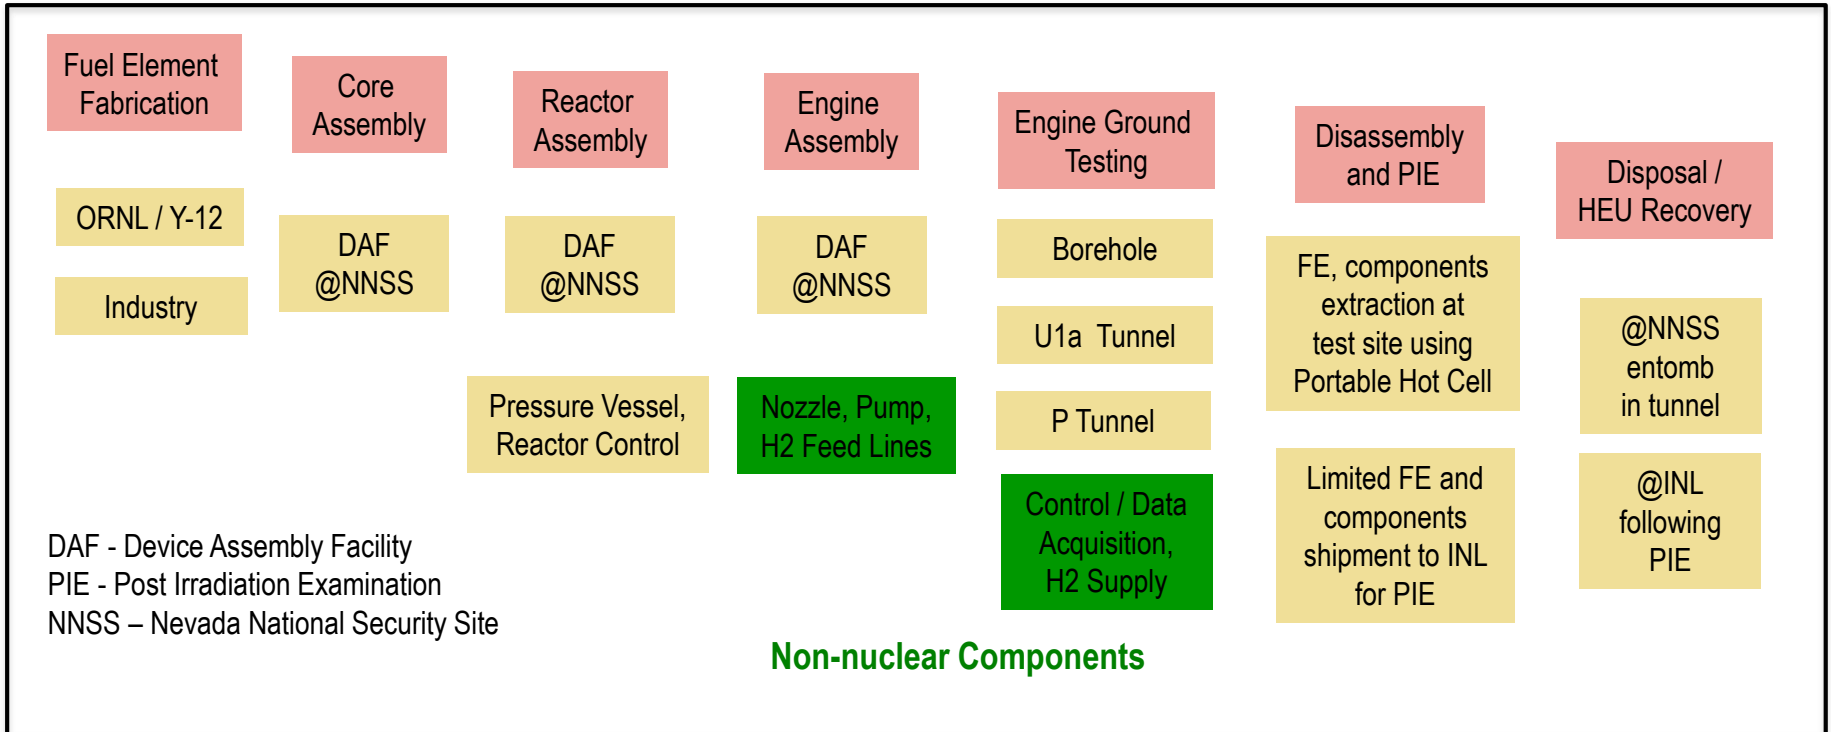 Fuel Element
Fabrication
Core
Assembly
Reactor
Assembly
Engine
Assembly
Engine Ground
Testing
Disassembly
and PIE
Disposal /
HEU Recovery
ORNL / Y-12
Industry
DAF
@NNSS
DAF
@NNSS
Pressure Vessel,
Reactor Control
DAF
@NNSS
Nozzle, Pump,
H2 Feed Lines
Borehole
U1a  Tunnel
P Tunnel
Control / Data
Acquisition,
H2 Supply
FE, components
extraction at
test site using
Portable Hot Cell
Limited FE and
components
shipment to INL
for PIE
@NNSS
entomb
in tunnel
@INL
following
PIE
DAF - Device Assembly Facility
PIE - Post Irradiation Examination
NNSS – Nevada National Security Site
Non-nuclear Components